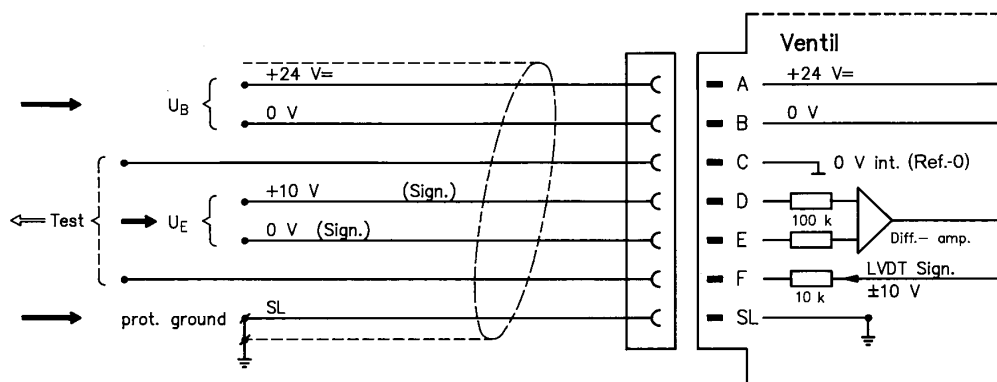 Ventil
+24 V=
U_B
0 V
A +24 V=
B 0 V
C 0 V int. (Ref.-0)
Test
+10 V (Sign.)
U_E
0 V (Sign.)
D
100 k
E
Diff.- amp.
F LVDT Sign.
±10 V
10 k
prot. ground
SL
SL